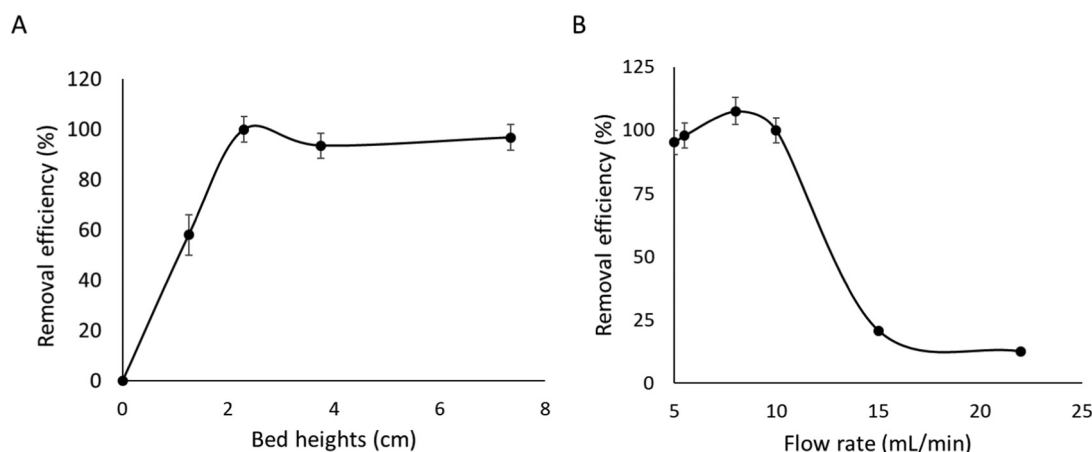 A
Removal efficiency (%)
120
100
80
60
40
20
0
0 2 4 6 8
Bed heights (cm)
B
Removal efficiency (%)
125
100
75
50
25
0
5 10 15 20 25
Flow rate (mL/min)